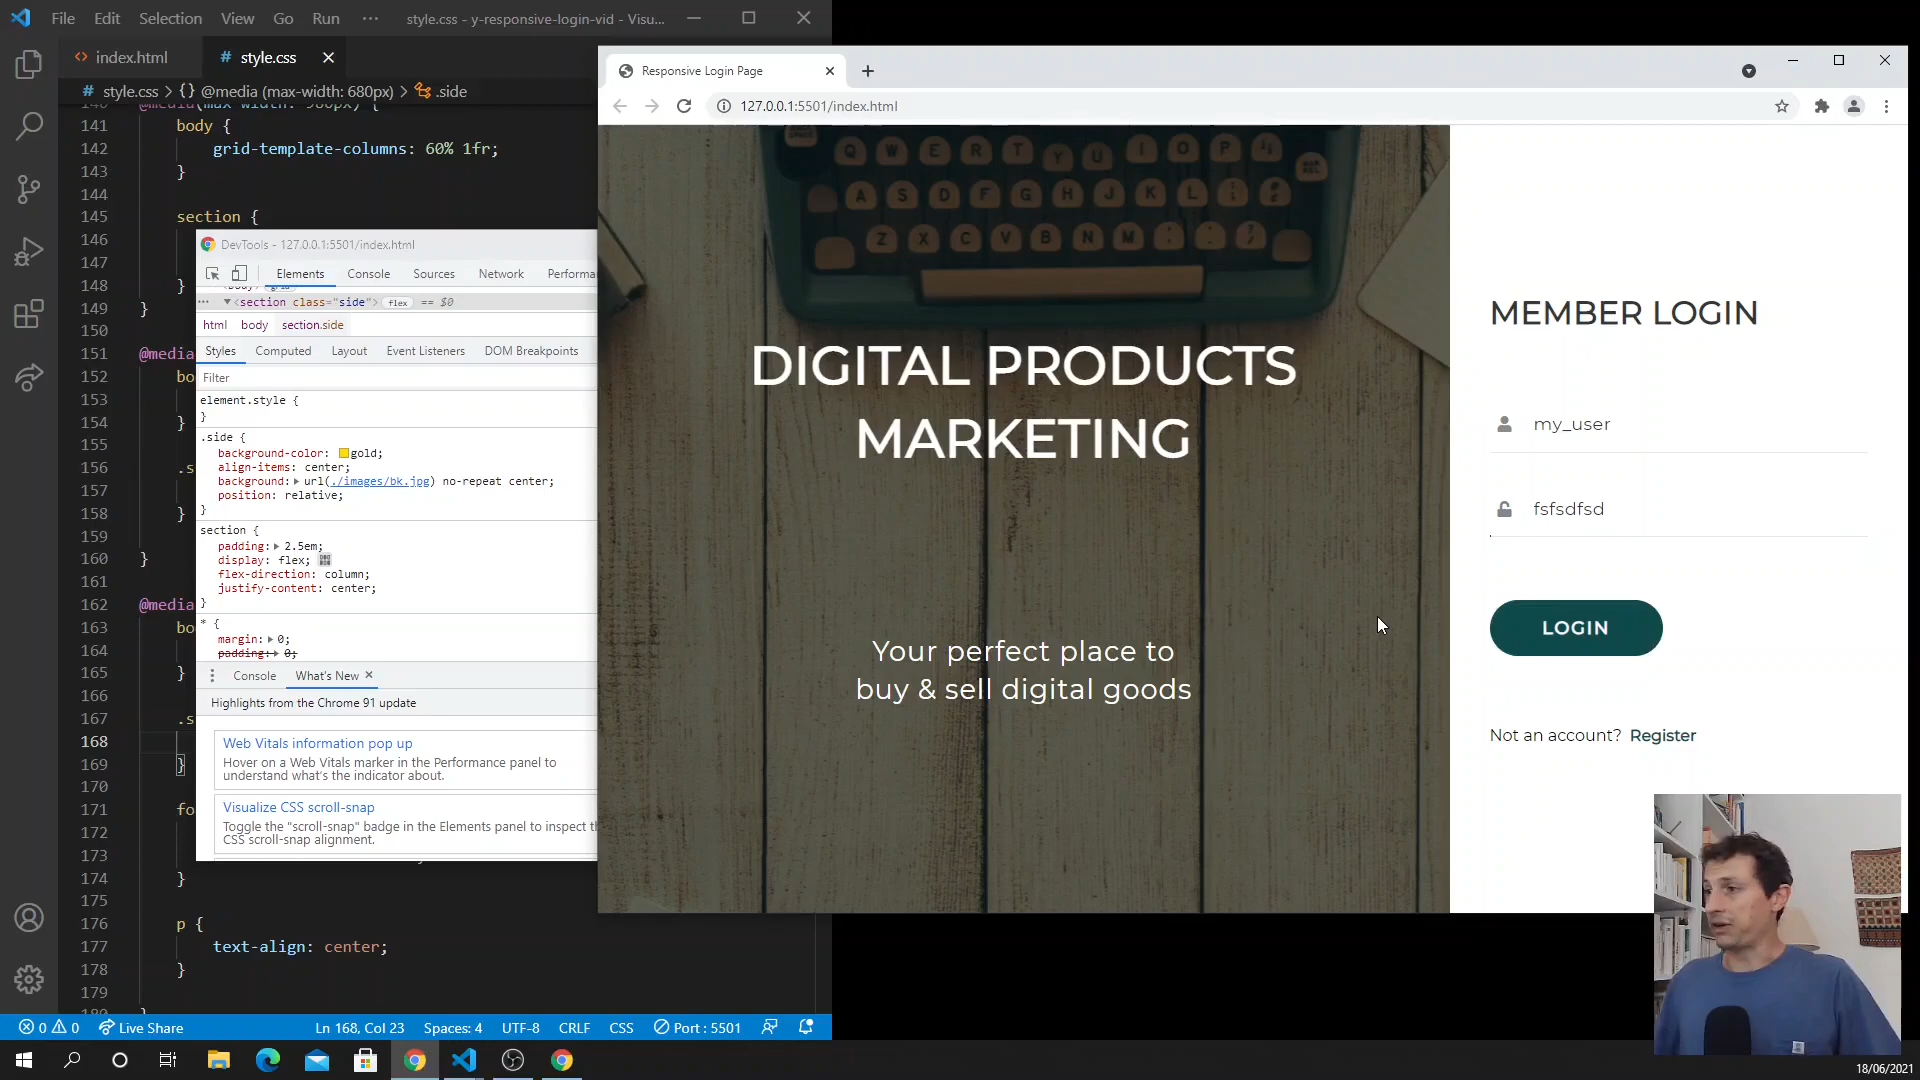 File Edit Selection View Go Run ··· style.css - y-responsive-login-vid - Visu...
index.html
# style.css
# style.css > {} @media (max-width: 680px) > .side
141 body {
142 grid-template-columns: 60% 1fr;
143 }
144
145 section {
146
147
148 }
149 }
150
151 @media
152 bo
153
154 }
155
156 .s
157
158 }
159
160 }
161
162 @media
163 bo
164
165 }
166
167 .s
168
169 }
170
171 fo
172
173
174 }
175
176 p {
177 text-align: center;
178 }
179
DevTools - 127.0.0.1:5501/index.html
Elements Console Sources Network Performa
<section class="side"> flex == $0
html body section.side
Styles Computed Layout Event Listeners DOM Breakpoints
Filter
element.style {
}
.side {
background-color: gold;
align-items: center;
background: url(./images/bk.jpg) no-repeat center;
position: relative;
}
section {
padding: 2.5em;
display: flex;
flex-direction: column;
justify-content: center;
}
* {
margin: 0;
padding: 0;
Console What's New
Highlights from the Chrome 91 update
Web Vitals information pop up
Hover on a Web Vitals marker in the Performance panel to
understand what's the indicator about.
Visualize CSS scroll-snap
Toggle the "scroll-snap" badge in the Elements panel to inspect th
CSS scroll-snap alignment.
Responsive Login Page
127.0.0.1:5501/index.html
Q W E R T Y U I O P
A S D F G H J K L
Z X C V B N M
DIGITAL PRODUCTS
MARKETING
Your perfect place to
buy & sell digital goods
MEMBER LOGIN
my_user
fsfsdfsd
LOGIN
Not an account? Register
0 0 Live Share Ln 168, Col 23 Spaces: 4 UTF-8 CRLF CSS Port : 5501
18/06/2021